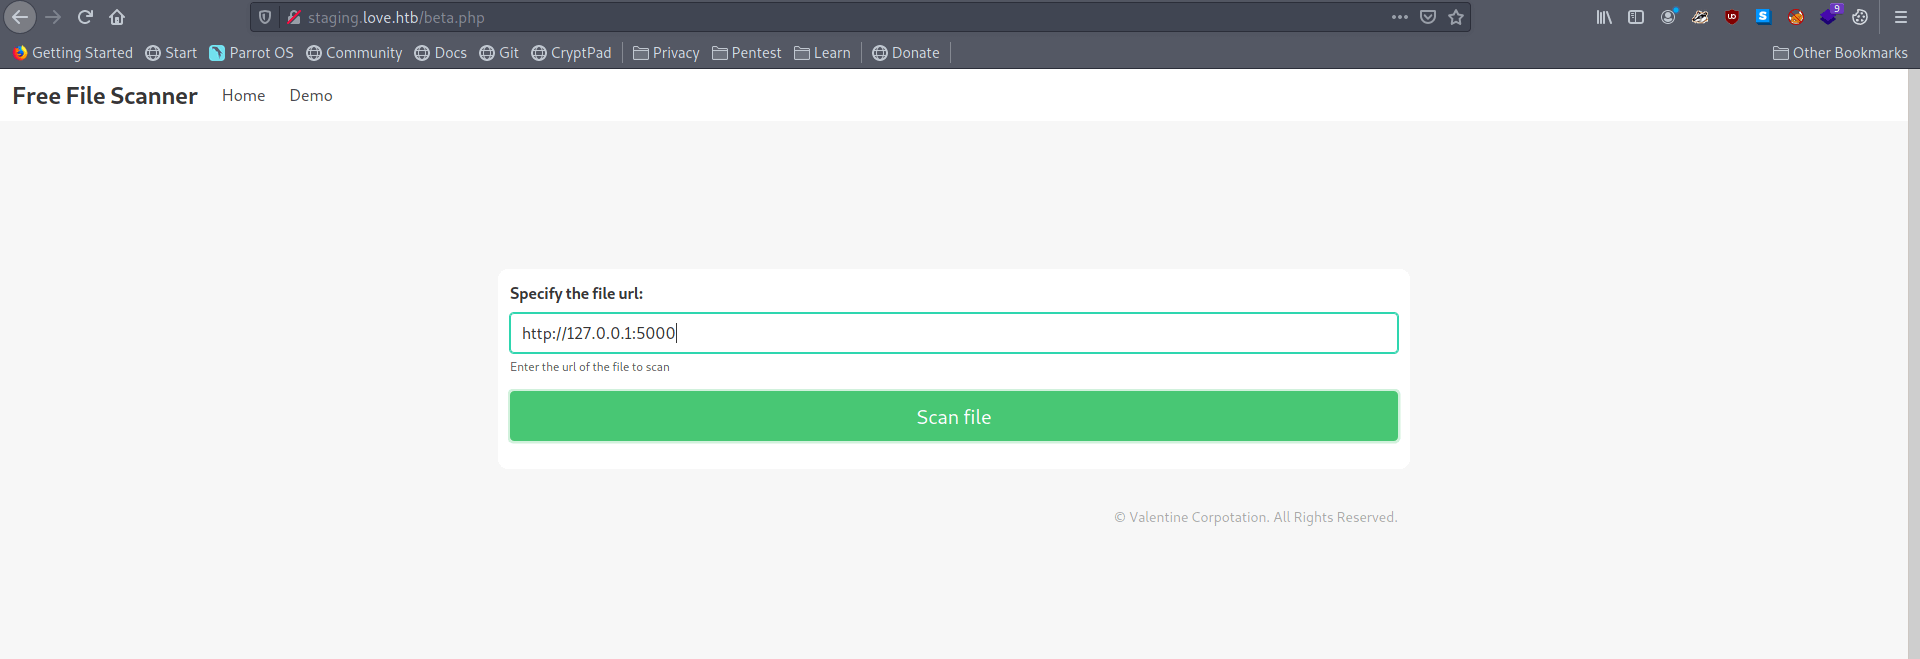 staging.love.htb/beta.php
9
Getting Started Start Parrot OS Community Docs Git CryptPad Privacy Pentest Learn Donate Other Bookmarks
Free File Scanner Home Demo
Specify the file url:
http://127.0.0.1:5000
Enter the url of the file to scan
Scan file
© Valentine Corpotation. All Rights Reserved.